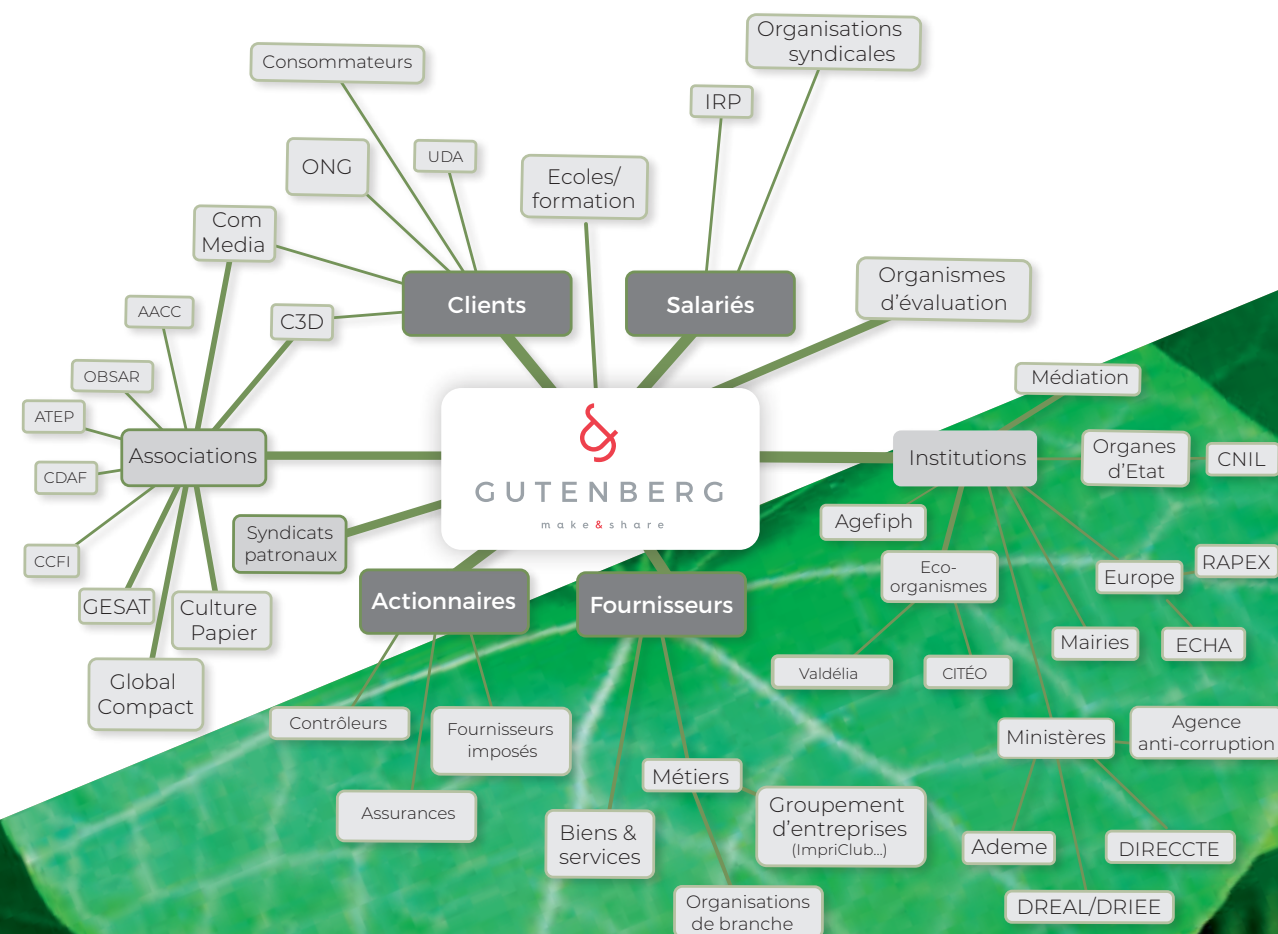 Organisations
syndicales
Consommateurs
IRP
ONG
UDA
Ecoles/
formation
Com
Media
Clients
Salariés
Organismes
d'évaluation
AACC
C3D
OBSAR
ATEP
Associations
CDAF
CCFI
GESAT
Culture
Papier
Global
Compact
Syndicats
patronaux
GUTENBERG
make&share
Médiation
Institutions
Organes
d'Etat
CNIL
Agefiph
Eco-
organismes
Europe
RAPEX
Mairies
ECHA
Valdélia
CITÉO
Actionnaires
Fournisseurs
Contrôleurs
Fournisseurs
imposés
Assurances
Métiers
Biens &
services
Groupement
d'entreprises
(ImpriClub...)
Organisations
de branche
Ministères
Agence
anti-corruption
Ademe
DIRECCTE
DREAL/DRIEE